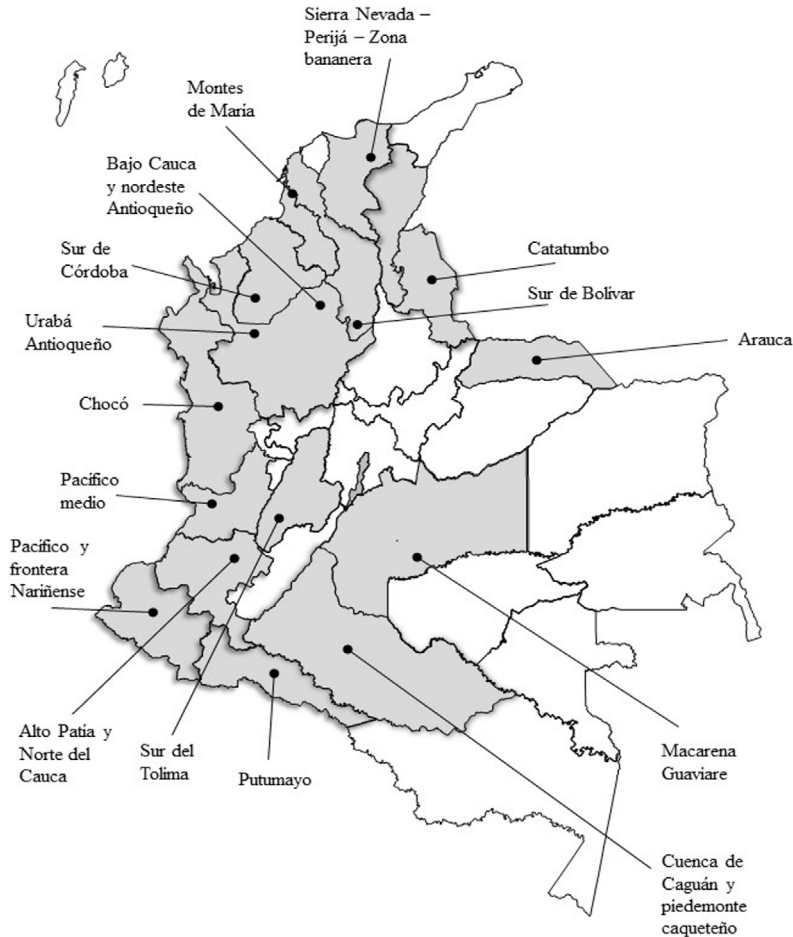 Sierra Nevada –
Perijá – Zona
bananera
Montes
de María
Bajo Cauca
y nordeste
Antioqueño
Sur de
Córdoba
Catatumbo
Sur de Bolívar
Urabá
Antioqueño
Arauca
Chocó
Pacífico
medio
Pacífico y
frontera
Nariñense
Alto Patía y
Norte del
Cauca
Sur del
Tolima
Putumayo
Macarena
Guaviare
Cuenca de
Caguán y
piedemonte
caqueteño